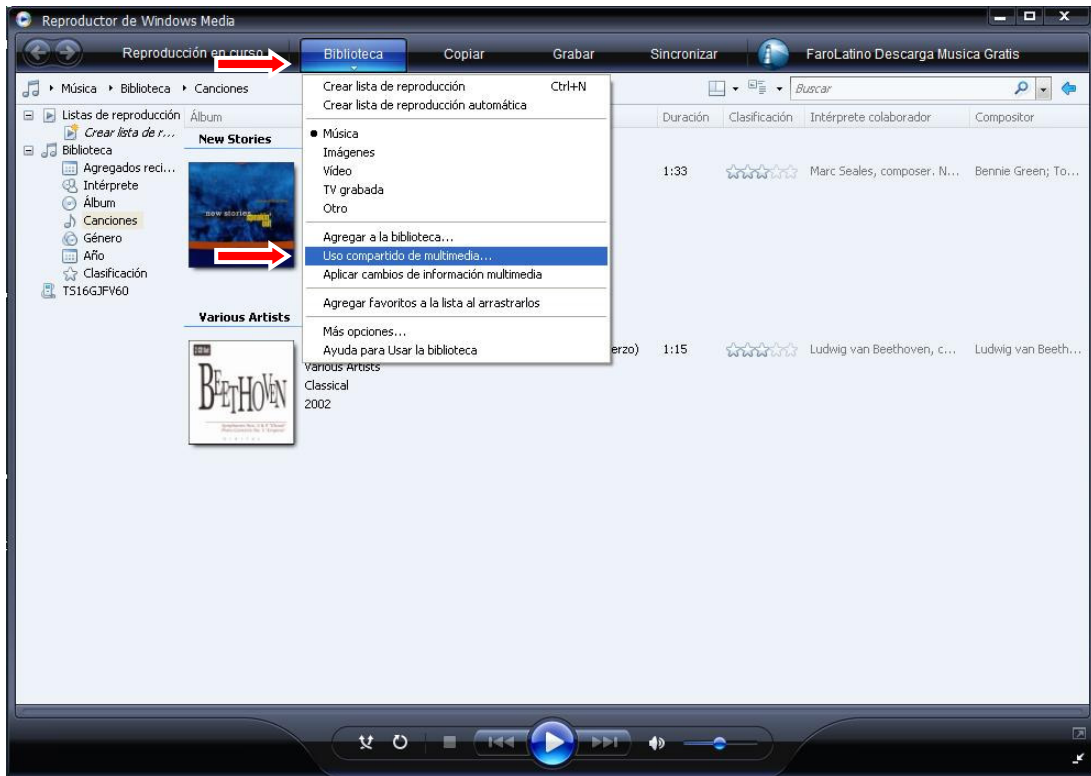 Reproductor de Windows Media
Reproducción en curso
Biblioteca
Copiar
Grabar
Sincronizar
FaroLatino Descarga Musica Gratis
Música Biblioteca Canciones
Buscar
Listas de reproducción
Crear lista de r...
Biblioteca
Agregados reci...
Intérprete
Álbum
Canciones
Género
Año
Clasificación
TS16GJFV60
Crear lista de reproducción Ctrl+N
Crear lista de reproducción automática
Música
Imágenes
Vídeo
TV grabada
Otro
Agregar a la biblioteca...
Uso compartido de multimedia...
Aplicar cambios de información multimedia
Agregar favoritos a la lista al arrastrarlos
Más opciones...
Ayuda para Usar la biblioteca
Álbum
Duración
Clasificación
Intérprete colaborador
Compositor
New Stories
new stories
1:33
Marc Seales, composer. N...
Bennie Green; To...
Various Artists
BEETHOVEN
erzo)
1:15
Ludwig van Beethoven, c...
Ludwig van Beeth...
Various Artists
Classical
2002